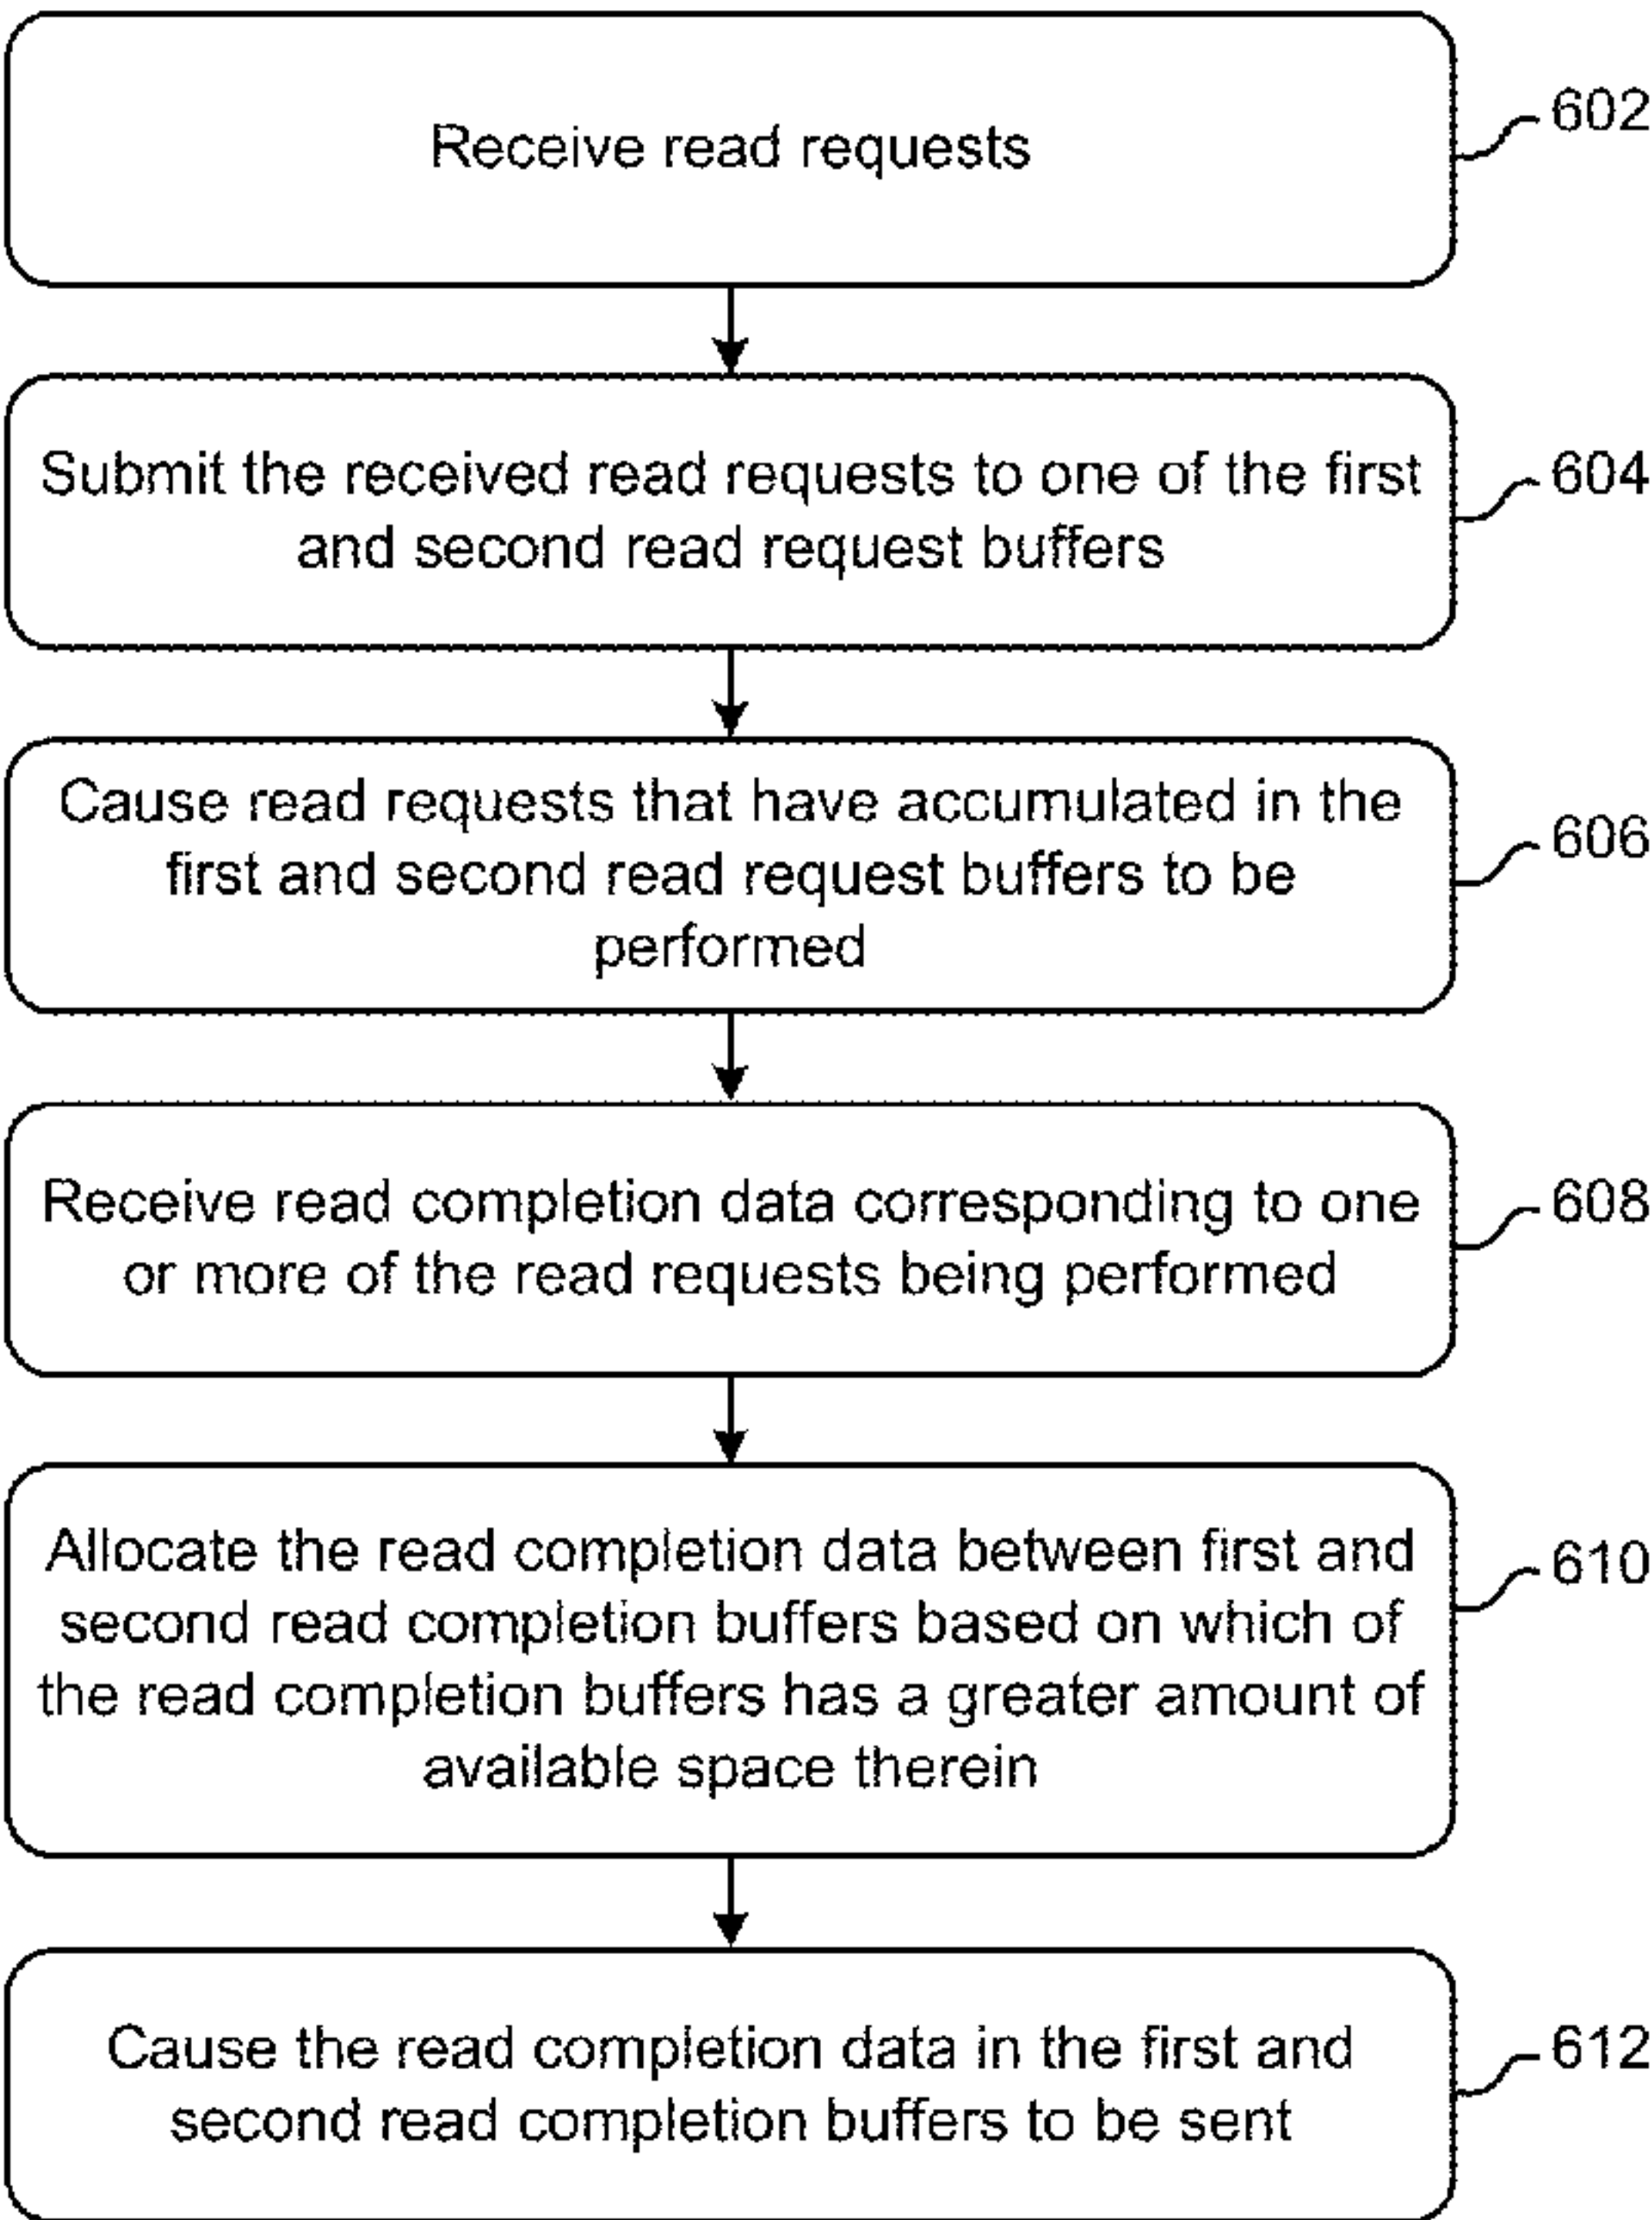 Receive read requests
602
Submit the received read requests to one of the first
and second read request buffers
604
Cause read requests that have accumulated in the
first and second read request buffers to be
performed
606
Receive read completion data corresponding to one
or more of the read requests being performed
608
Allocate the read completion data between first and
second read completion buffers based on which of
the read completion buffers has a greater amount of
available space therein
610
Cause the read completion data in the first and
second read completion buffers to be sent
612